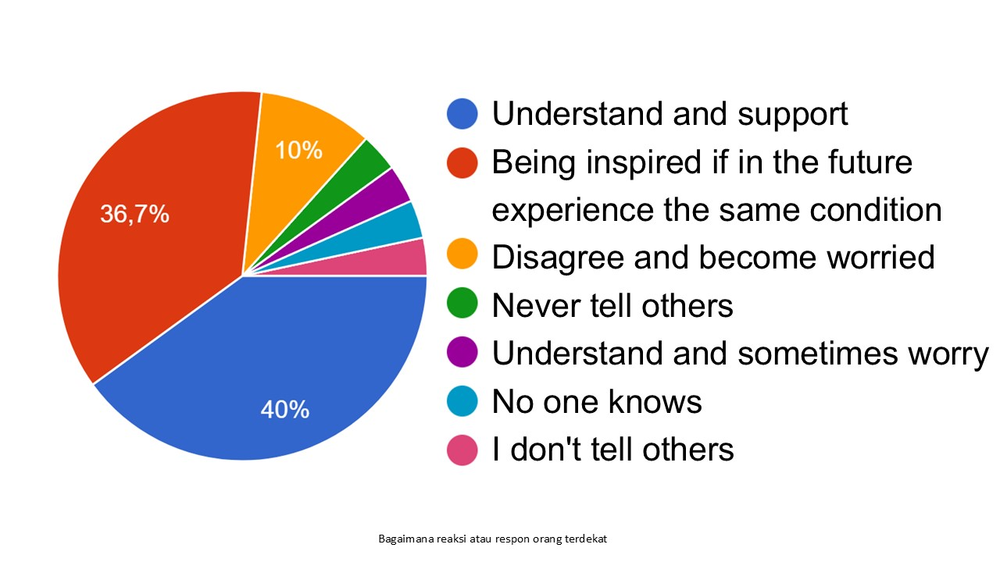 10%
36,7%
40%
Understand and support
Being inspired if in the future
experience the same condition
Disagree and become worried
Never tell others
Understand and sometimes worry
No one knows
I don't tell others
Bagaimana reaksi atau respon orang terdekat